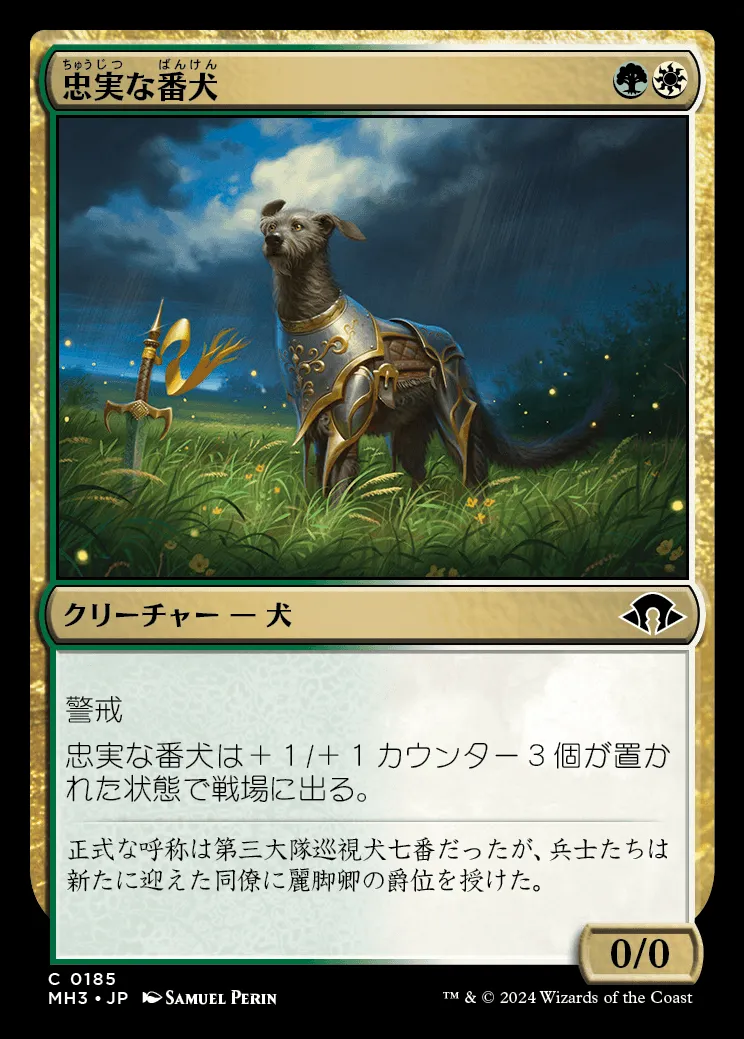 ちゅうじつ ばんけん
忠実な番犬
クリーチャー — 犬
警戒
忠実な番犬は＋１/＋１カウンター３個が置か
れた状態で戦場に出る。
正式な呼称は第三大隊巡視犬七番だったが、兵士たちは
新たに迎えた同僚に麗脚卿の爵位を授けた。
0/0
C 0185
MH3 • JP SAMUEL PERIN
™ & © 2024 Wizards of the Coast